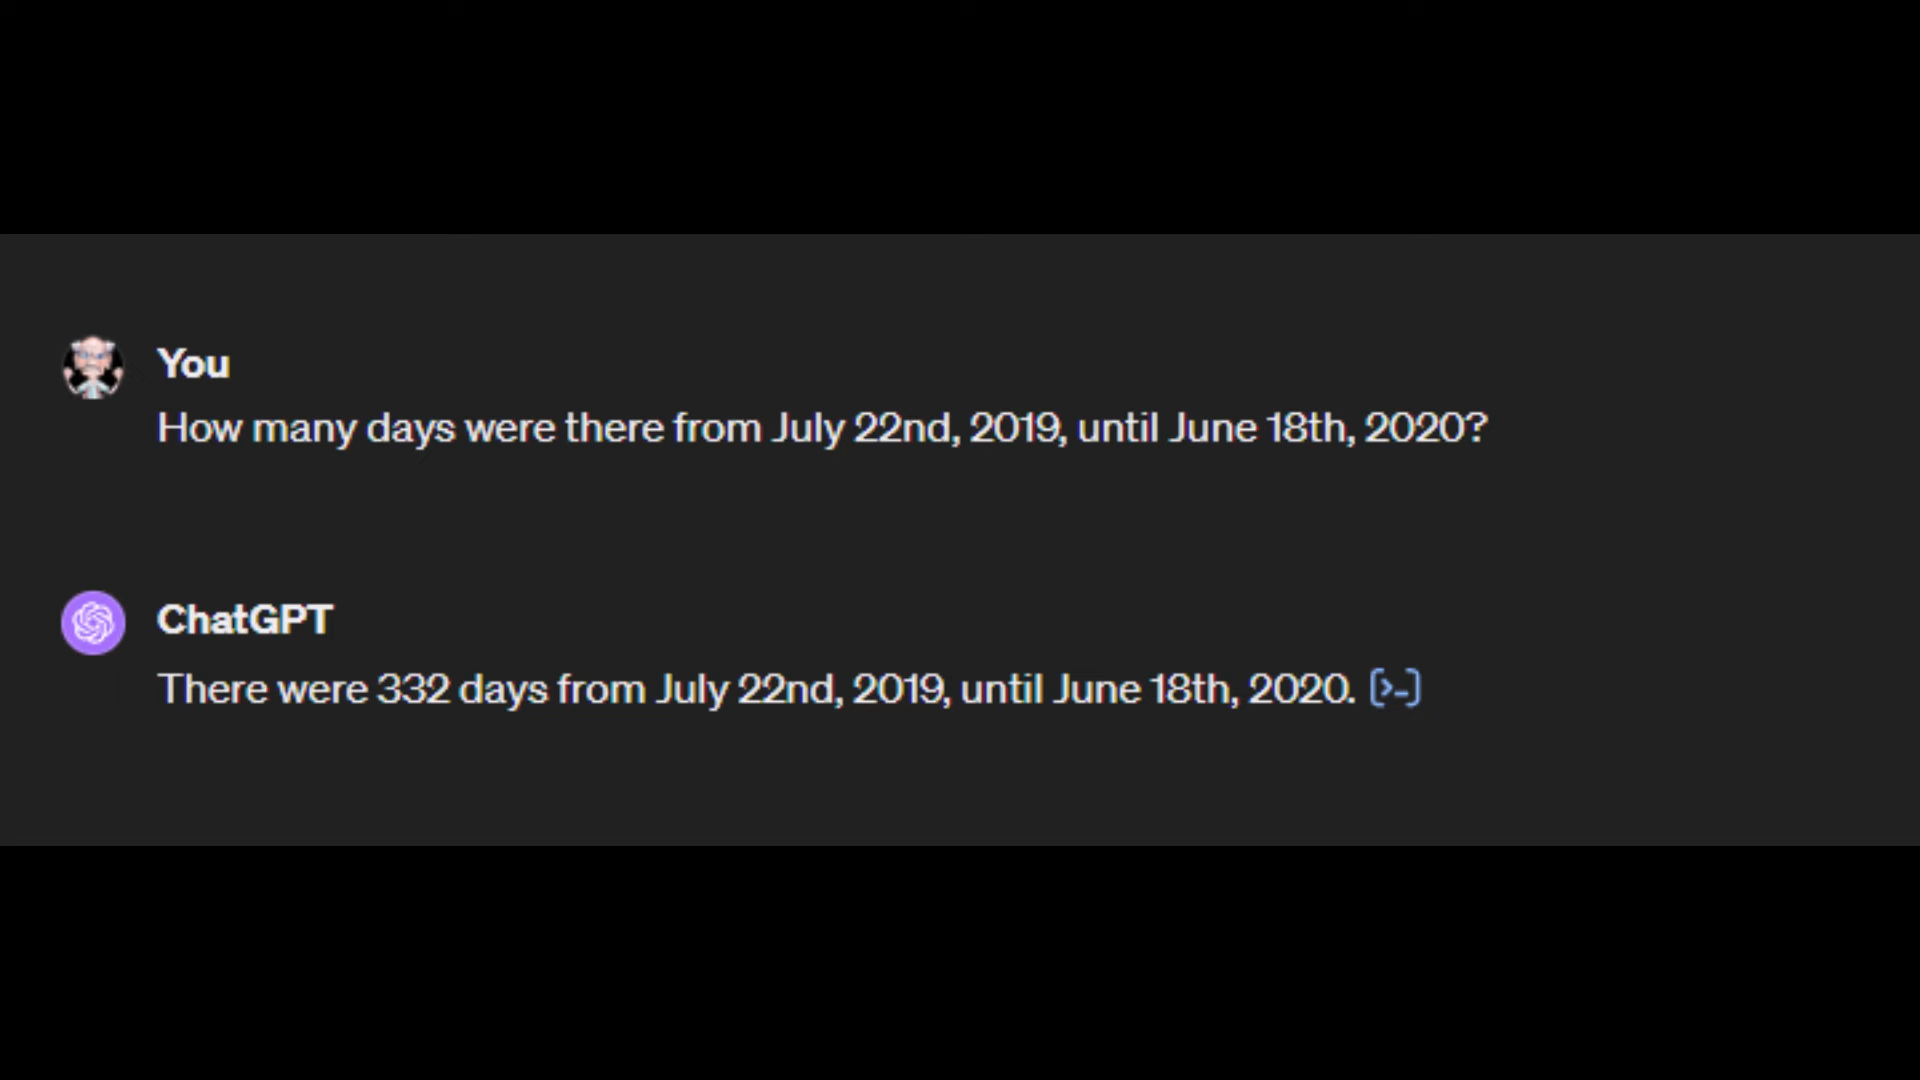 You
How many days were there from July 22nd, 2019, until June 18th, 2020?
ChatGPT
There were 332 days from July 22nd, 2019, until June 18th, 2020. [>-]